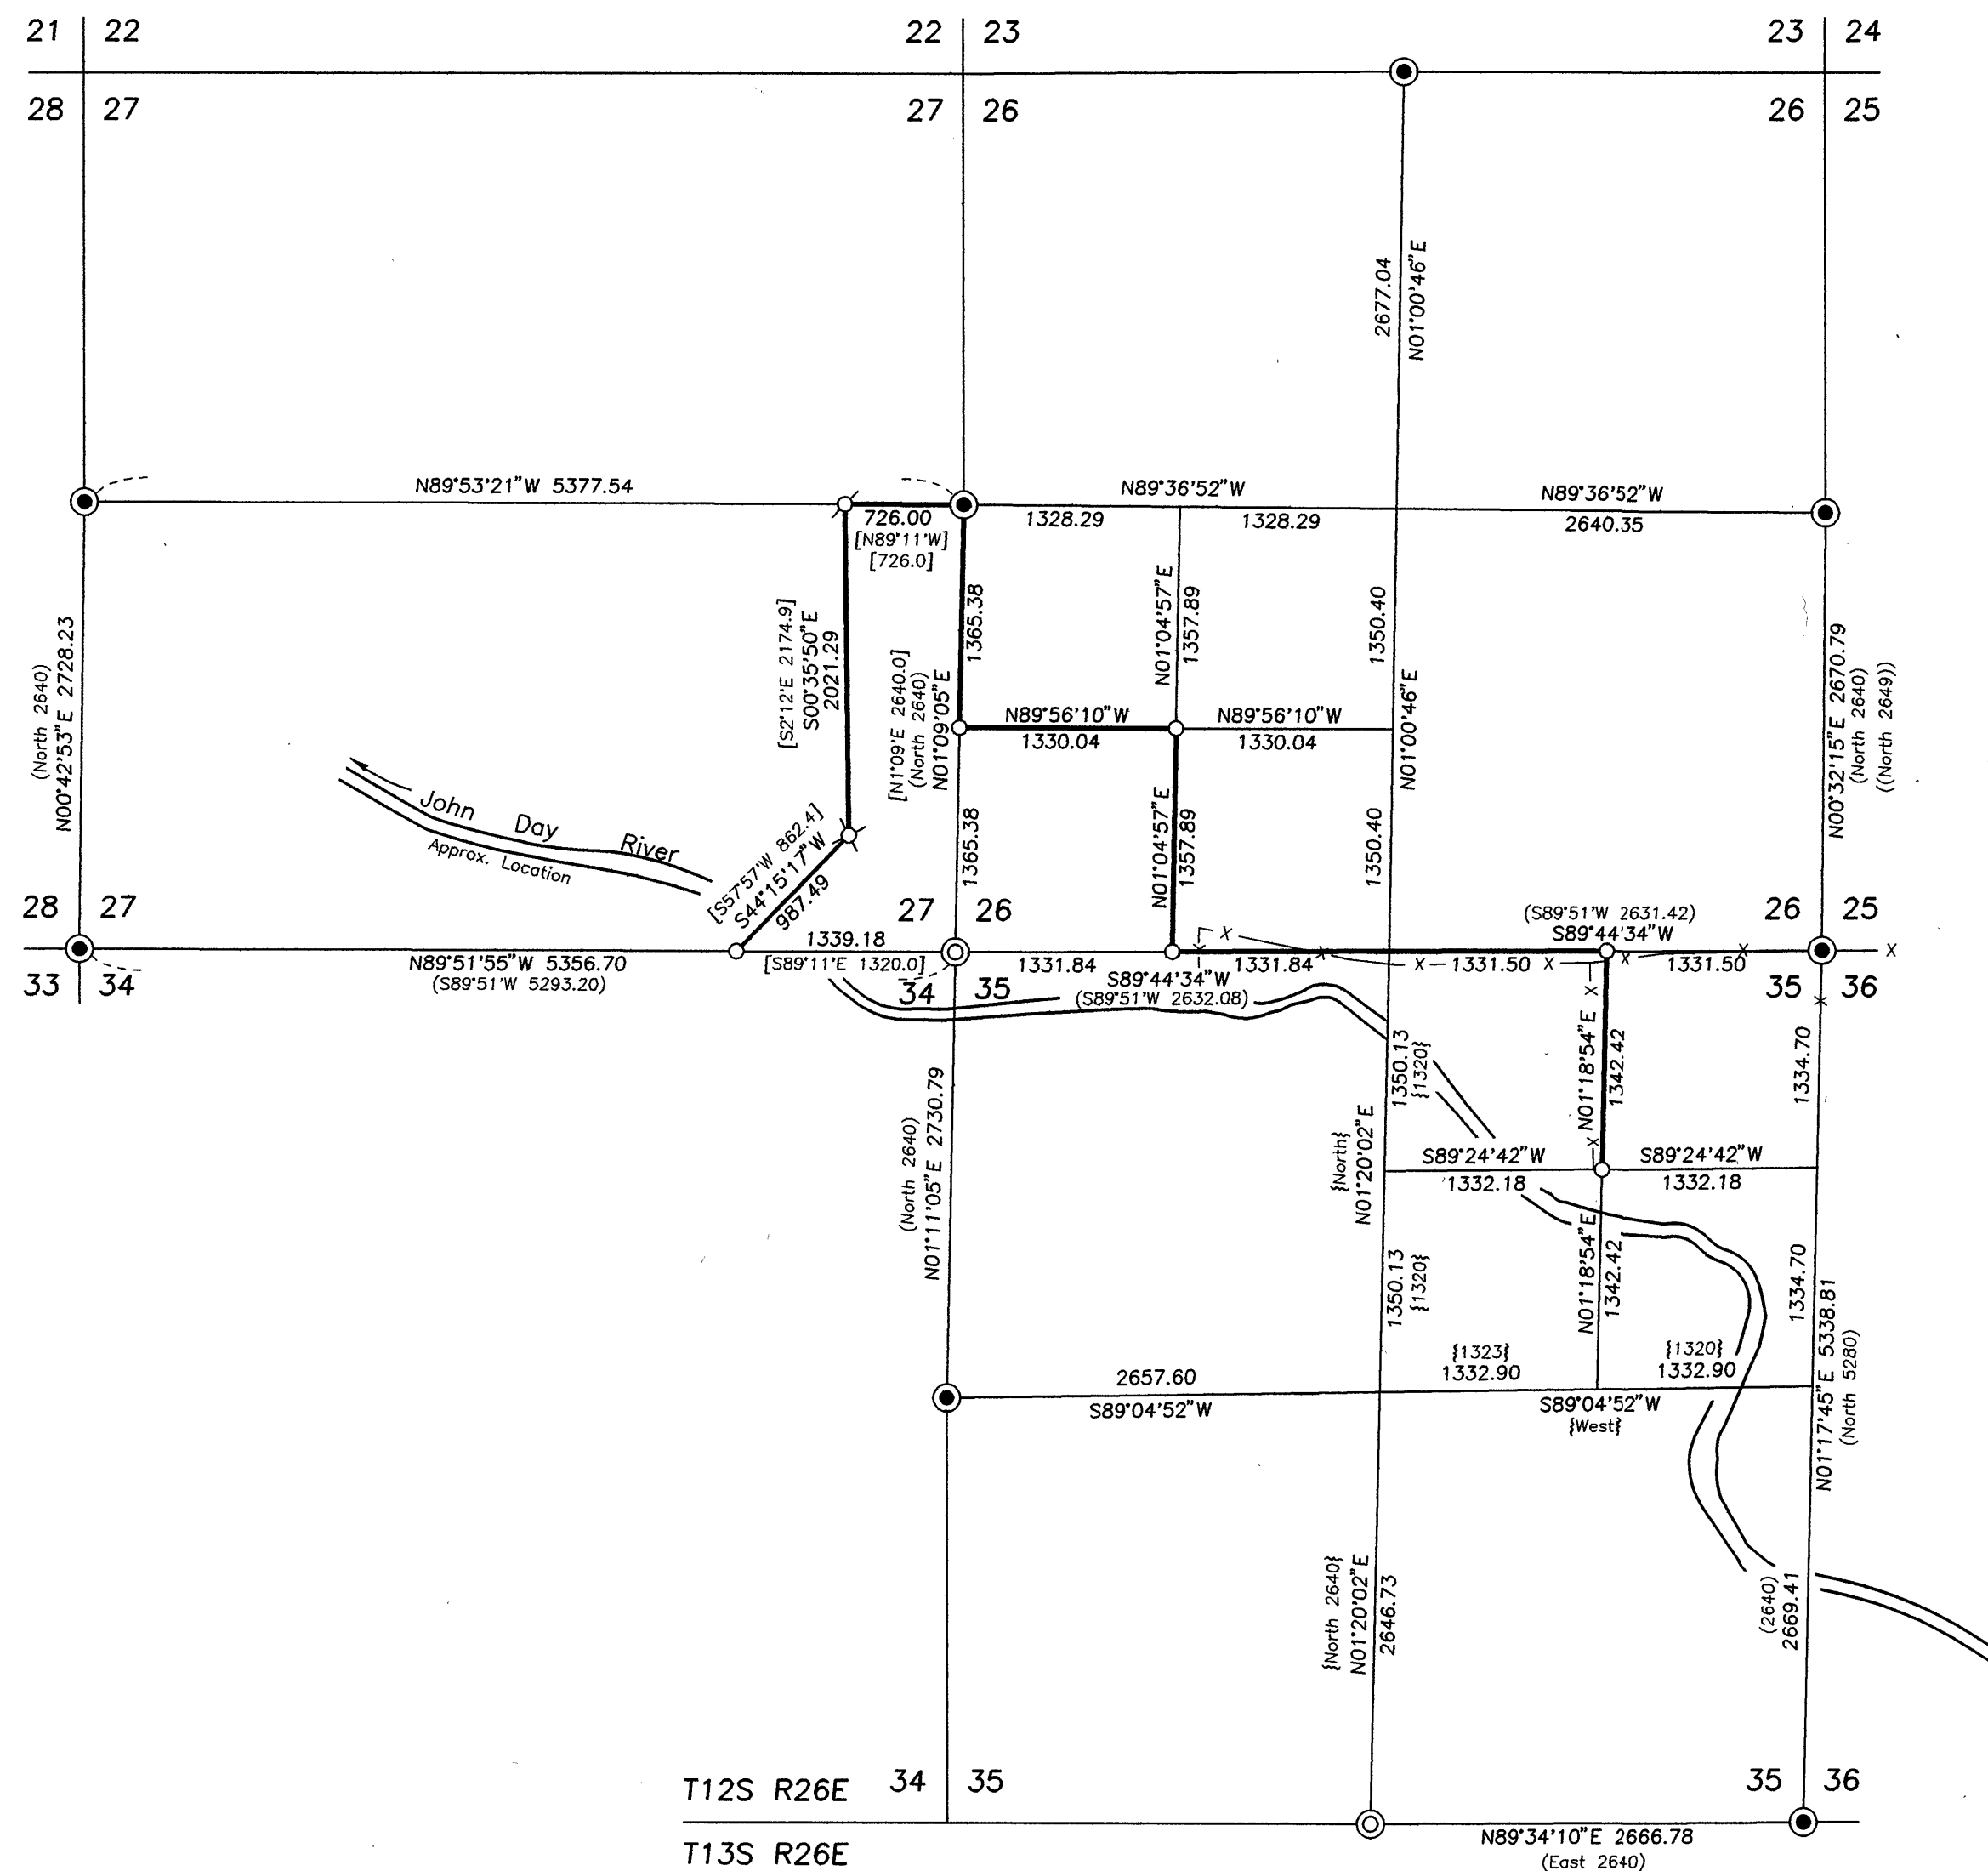 21 22
22 23
23 24
28 27
27 26
26 25
2677.04
N01°00'46"E
N89°53'21"W 5377.54
726.00
[N89°11'W]
[726.0]
N89°36'52"W
1328.29
1328.29
N89°36'52"W
2640.35
(North 2640)
N00°42'53"E 2728.23
[S2°12'E 2174.9]
S00°35'50"E
2021.29
[N1°09'E 2640.0]
(North 2640)
N01°09'05"E
1365.38
1365.38
N01°04'57"E
1357.89
1350.40
N01°00'46"E
1350.40
N89°56'10"W
1330.04
N89°56'10"W
1330.04
N01°04'57"E
1357.89
N00°32'15"E 2670.79
(North 2640)
((North 2649))
John Day River
Approx. Location
[S57°57'W 862.4]
S44°15'17"W
987.49
28 27
27 26
26 25
33 34
34 35
35 36
N89°51'55"W 5356.70
(S89°51'W 5293.20)
1339.18
[S89°11'E 1320.0]
1331.84
1331.84
S89°44'34"W
(S89°51'W 2632.08)
(S89°51'W 2631.42)
S89°44'34"W
1331.50
1331.50
(North 2640)
N01°11'05"E 2730.79
1350.13
{1320}
{North}
N01°20'02"E
1350.13
{1320}
N01°18'54"E
1342.42
1334.70
S89°24'42"W
1332.18
S89°24'42"W
1332.18
N01°18'54"E
1342.42
1334.70
N01°17'45"E 5338.81
(North 5280)
2657.60
S89°04'52"W
{1323}
1332.90
{1320}
1332.90
S89°04'52"W
{West}
{North 2640}
N01°20'02"E
2646.73
(2640)
2669.41
T12S R26E
34 35
35 36
T13S R26E
N89°34'10"E 2666.78
(East 2640)